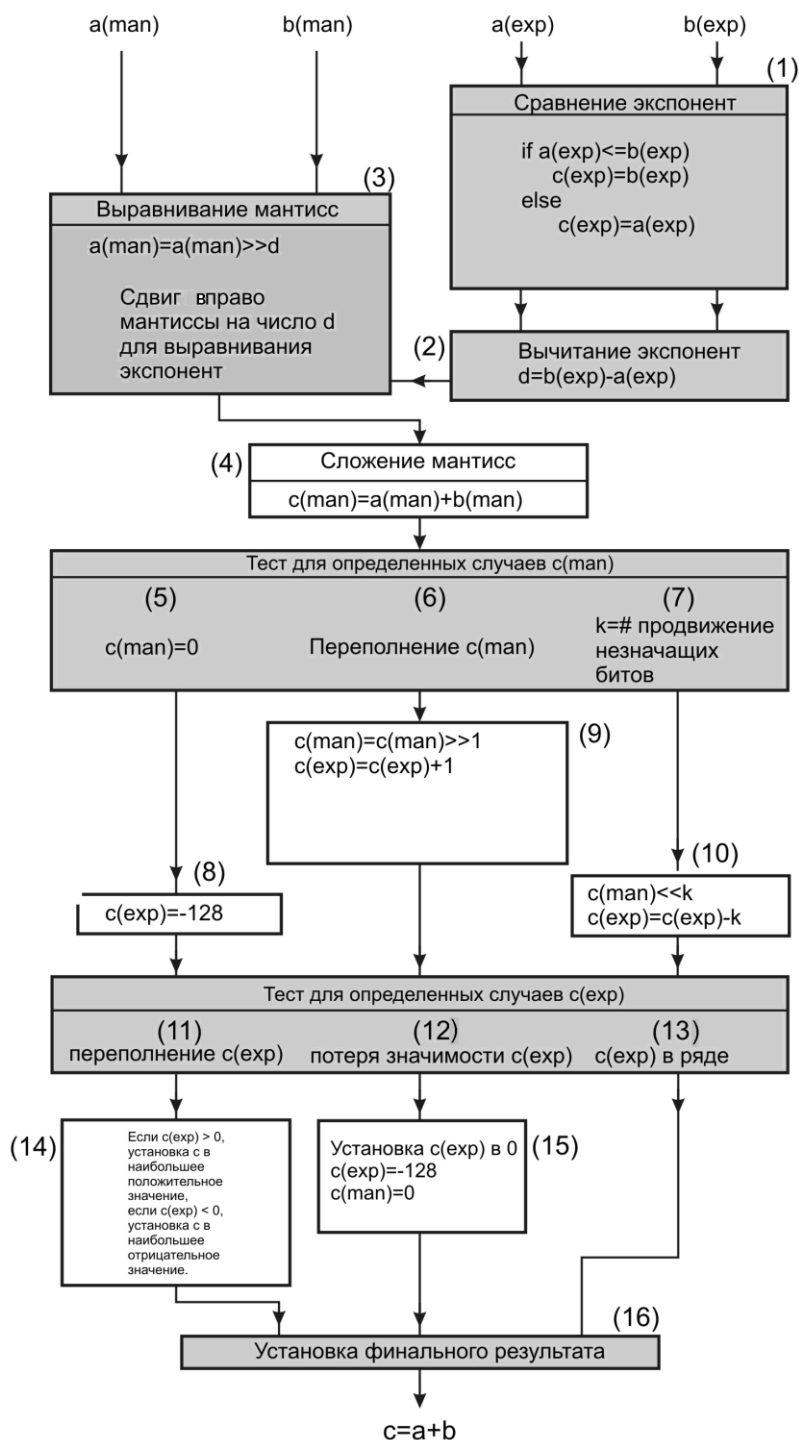 a(man)
b(man)
a(exp)
b(exp)
(1)
Сравнение экспонент
if a(exp)<=b(exp)
c(exp)=b(exp)
else
c(exp)=a(exp)
(3)
Выравнивание мантисс
a(man)=a(man)>>d
Сдвиг вправо
мантиссы на число d
для выравнивания
экспонент
(2)
Вычитание экспонент
d=b(exp)-a(exp)
(4)
Сложение мантисс
c(man)=a(man)+b(man)
Тест для определенных случаев c(man)
(5)
(6)
(7)
c(man)=0
Переполнение c(man)
k=# продвижение
незначащих
битов
(9)
c(man)=c(man)>>1
c(exp)=c(exp)+1
(8)
c(exp)=-128
(10)
c(man)<<k
c(exp)=c(exp)-k
Тест для определенных случаев c(exp)
(11)
(12)
(13)
переполнение c(exp)
потеря значимости c(exp)
c(exp) в ряде
(14)
Если c(exp) > 0,
установка c в
наибольшее
положительное
значение,
если c(exp) < 0,
установка c в
наибольшее
отрицательное
значение.
(15)
Установка c(exp) в 0
c(exp)=-128
c(man)=0
(16)
Установка финального результата
c=a+b